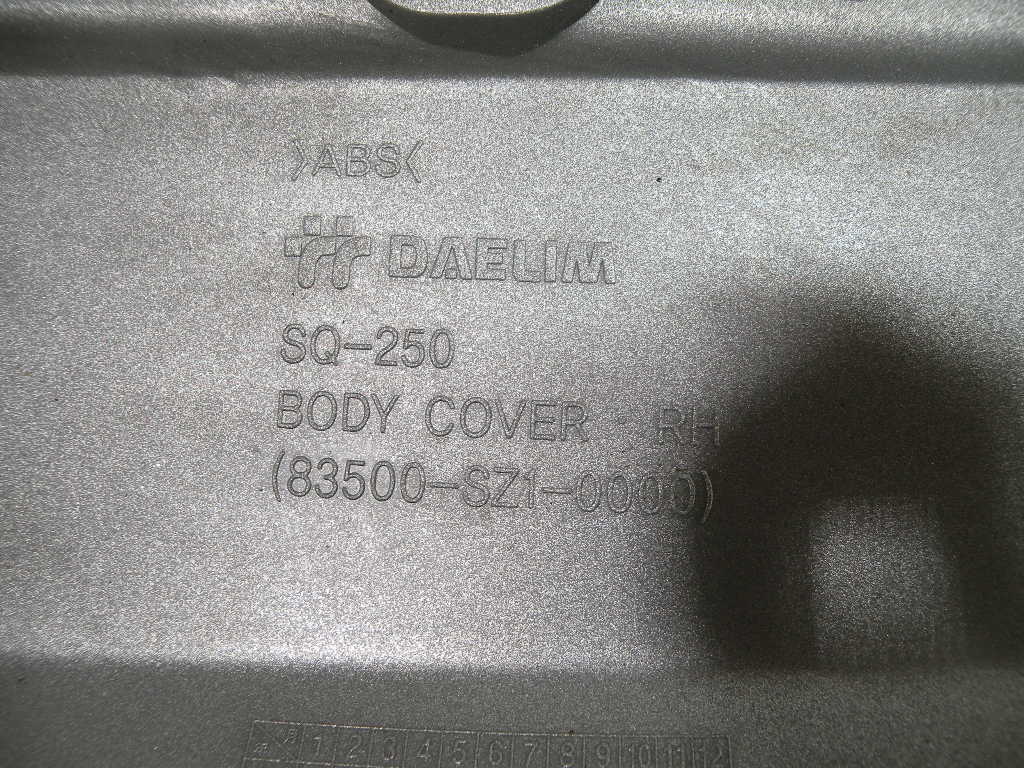 >ABS<
DAELIM
SQ-250
BODY COVER RH
(83500-SZ1-0000)
1 2 3 4 5 6 7 8 9 10 11 12